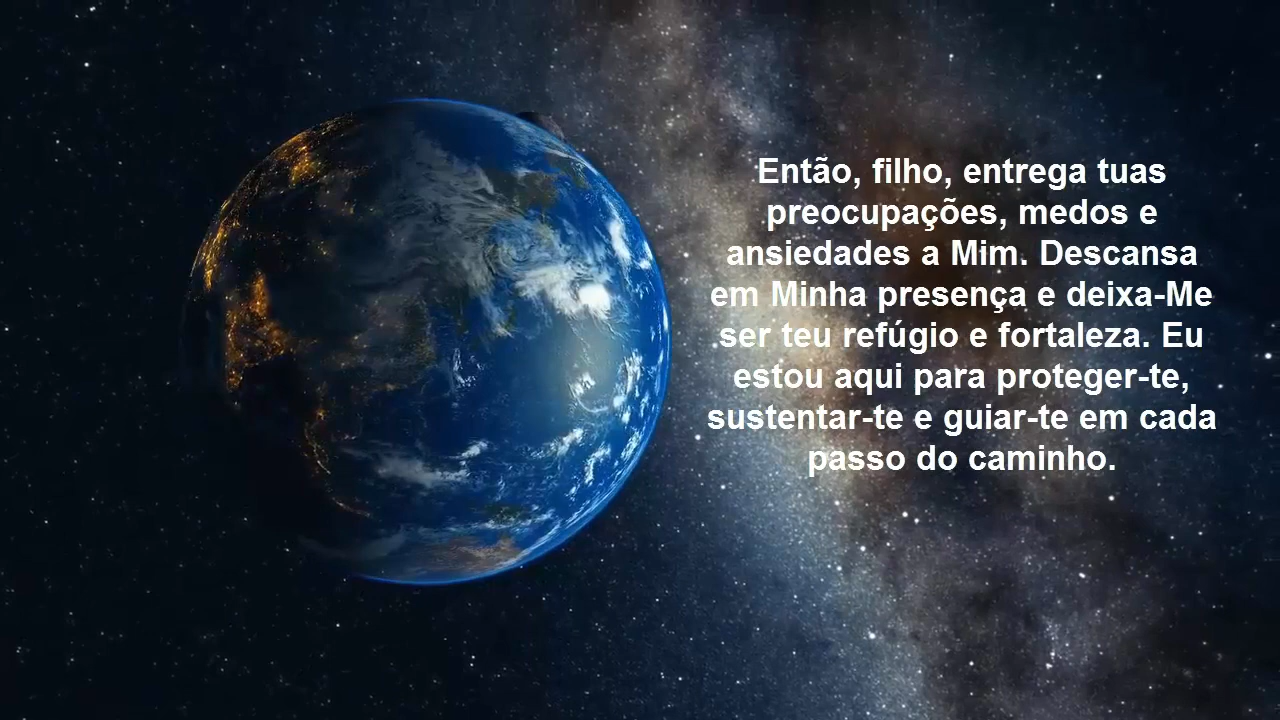 Então, filho, entrega tuas
preocupações, medos e
ansiedades a Mim. Descansa
em Minha presença e deixa-Me
ser teu refúgio e fortaleza. Eu
estou aqui para proteger-te,
sustentar-te e guiar-te em cada
passo do caminho.